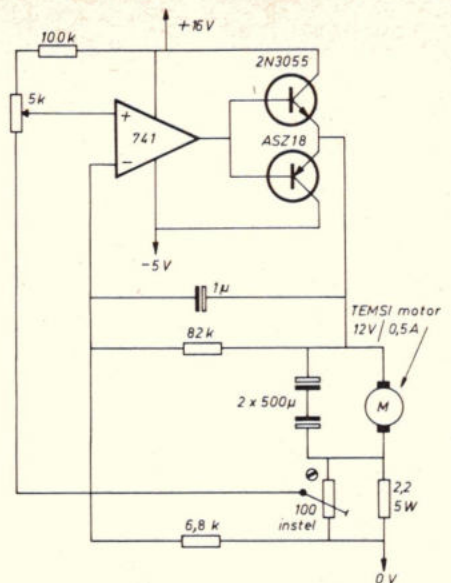 +16V
100k
2N3055
5k
+
741
−
ASZ18
−5V
1µ
TEMSI motor
12V / 0,5A
82k
2 x 500µ
M
100
instel
2,2
5W
6,8 k
0V